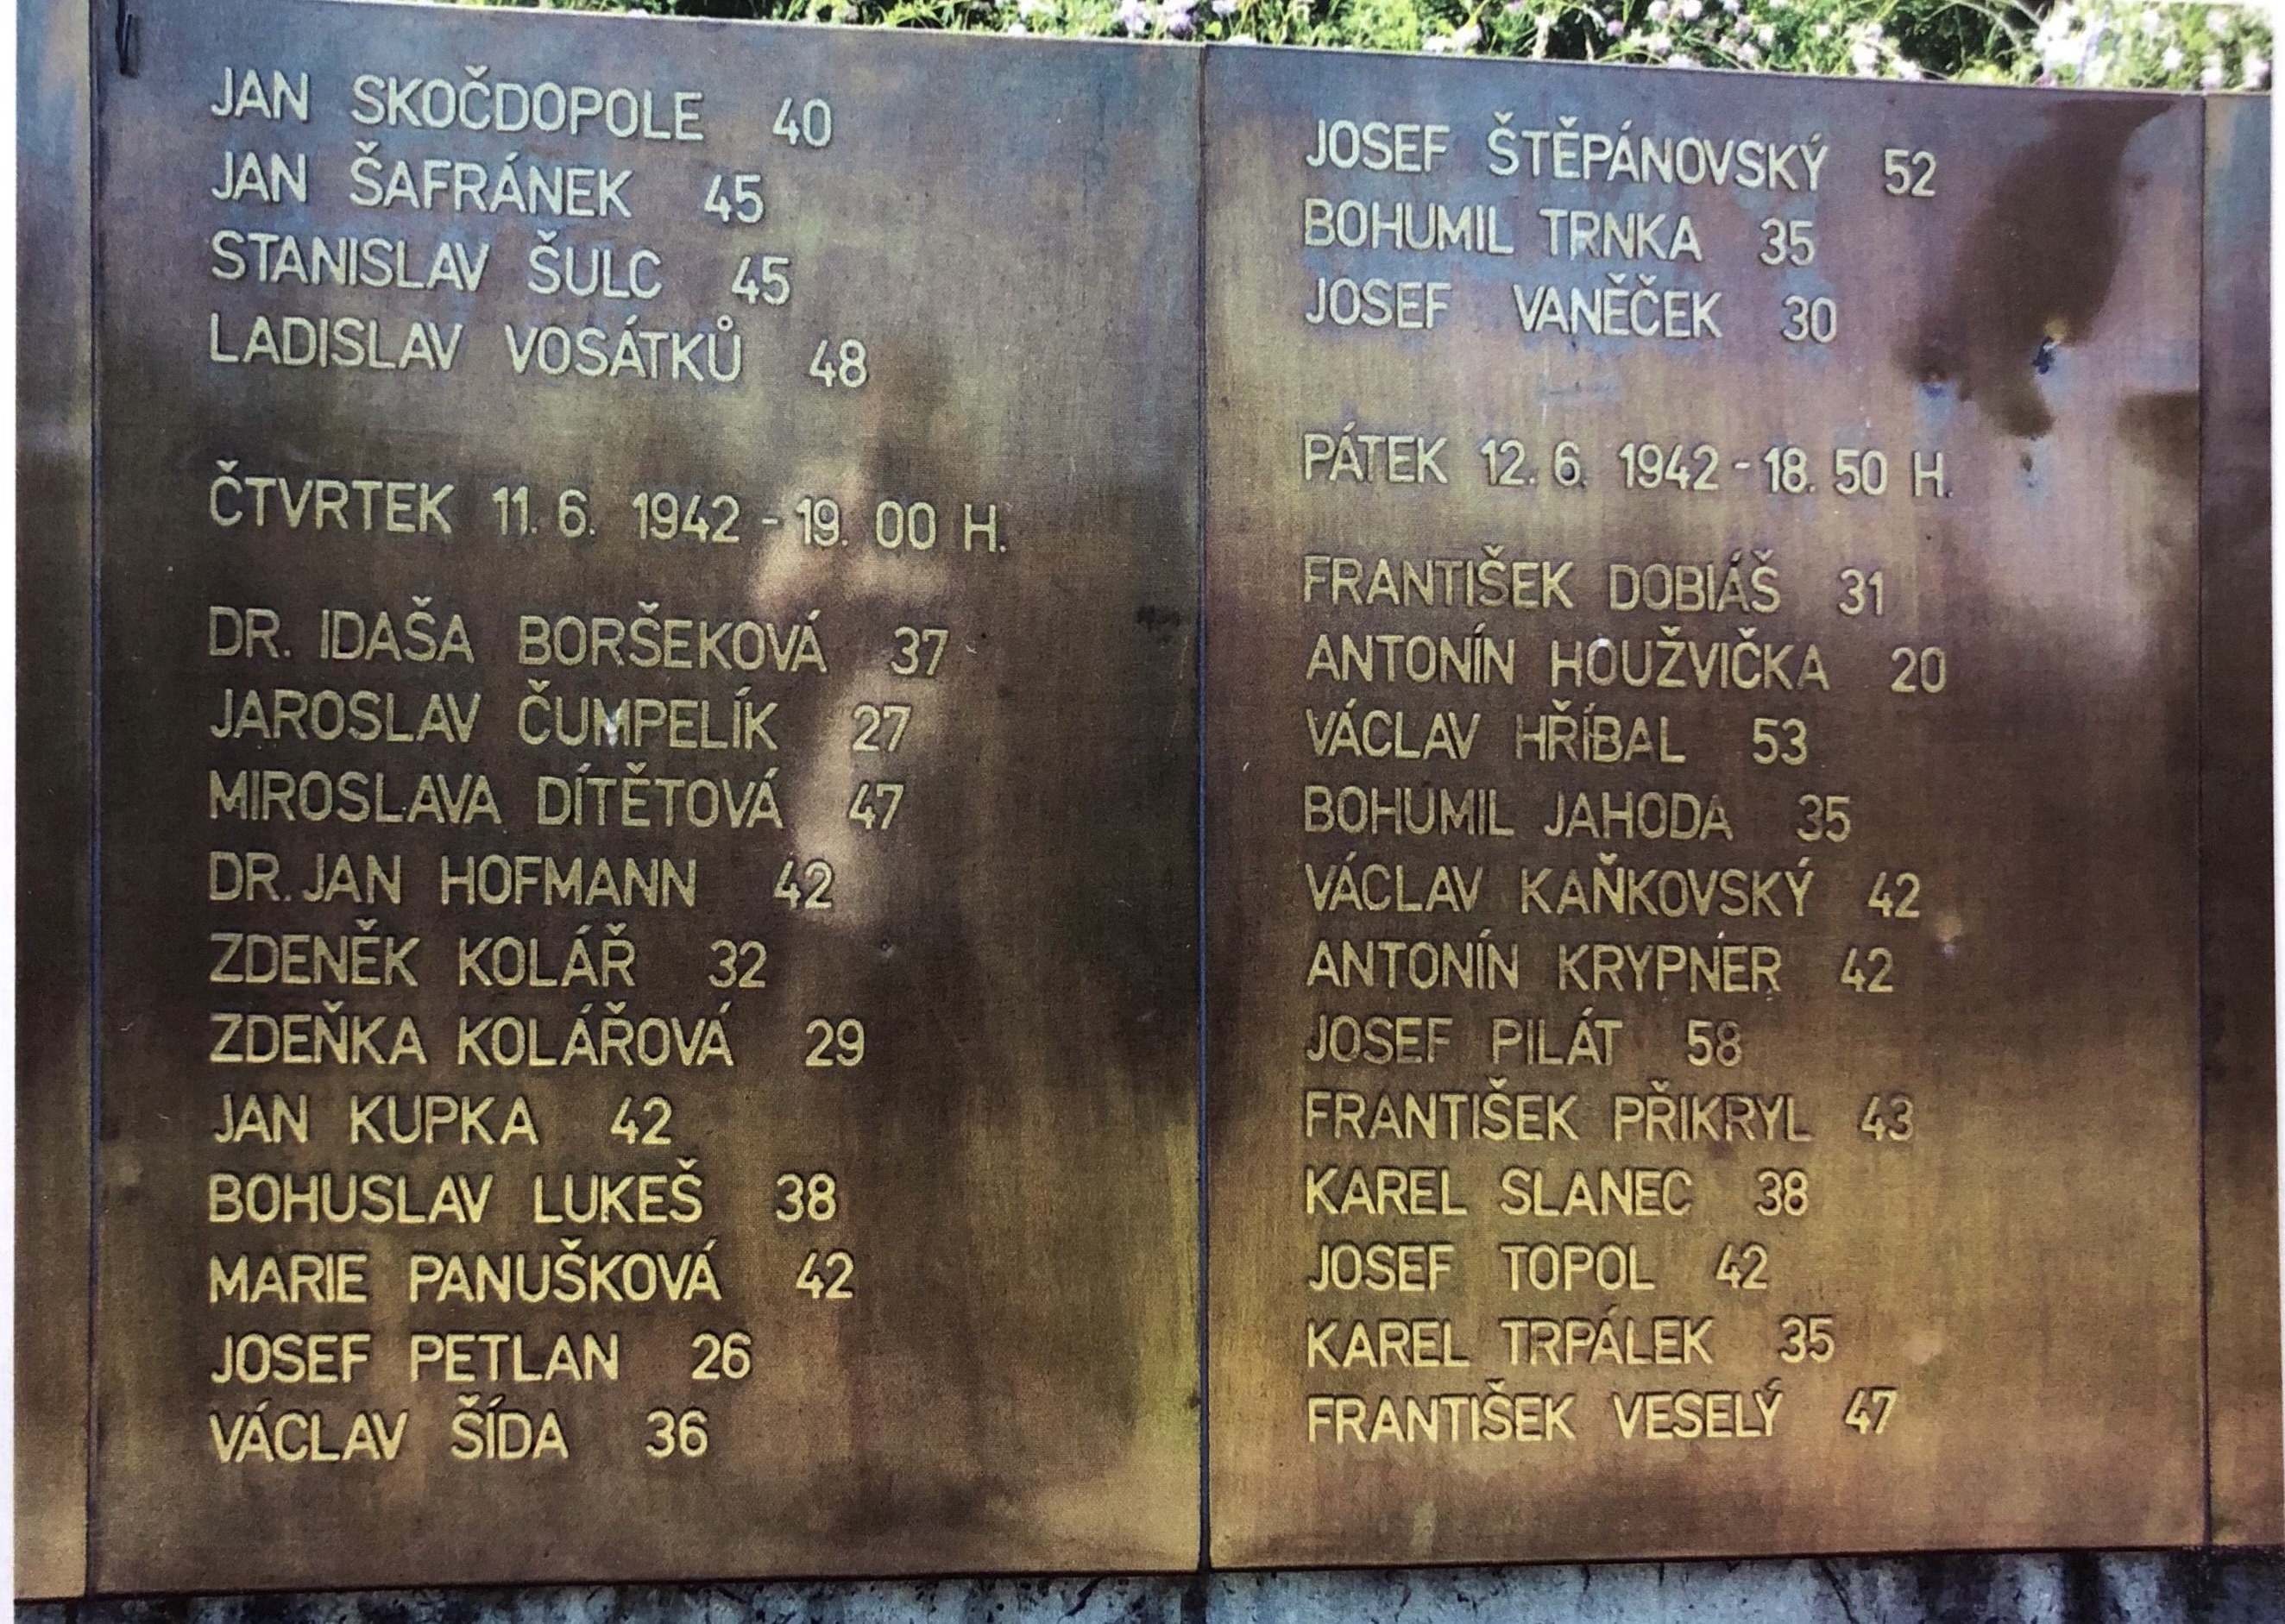 JAN SKOČDOPOLE 40
JAN ŠAFRÁNEK 45
STANISLAV ŠULC 45
LADISLAV VOSÁTKŮ 48
ČTVRTEK 11. 6. 1942 - 19. 00 H.
DR. IDAŠA BORŠEKOVÁ 37
JAROSLAV ČUMPELÍK 27
MIROSLAVA DÍTĚTOVÁ 47
DR. JAN HOFMANN 42
ZDENĚK KOLÁŘ 32
ZDEŇKA KOLÁŘOVÁ 29
JAN KUPKA 42
BOHUSLAV LUKEŠ 38
MARIE PANUŠKOVÁ 42
JOSEF PETLAN 26
VÁCLAV ŠÍDA 36
JOSEF ŠTĚPÁNOVSKÝ 52
BOHUMIL TRNKA 35
JOSEF VANĚČEK 30
PÁTEK 12. 6. 1942 - 18. 50 H.
FRANTIŠEK DOBIÁŠ 31
ANTONÍN HOUŽVIČKA 20
VÁCLAV HŘÍBAL 53
BOHUMIL JAHODA 35
VÁCLAV KAŇKOVSKÝ 42
ANTONÍN KRYPNER 42
JOSEF PILÁT 58
FRANTIŠEK PŘIKRYL 43
KAREL SLANEC 38
JOSEF TOPOL 42
KAREL TRPÁLEK 35
FRANTIŠEK VESELÝ 47